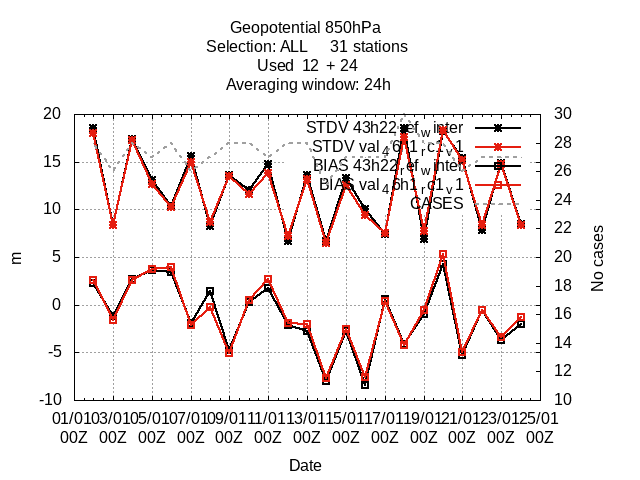 Geopotential 850hPa
Selection: ALL 31 stations
Used 12 + 24
Averaging window: 24h
20
15
10
5
0
-5
-10
m
30
28
26
24
22
20
18
16
14
12
10
No cases
STDV 43h22_ref_winter
STDV val_46h1_rc1_v1
BIAS 43h22_ref_winter
BIAS val_46h1_rc1_v1
CASES
01/01 03/01 05/01 07/01 09/01 11/01 13/01 15/01 17/01 19/01 21/01 23/01 25/01
00Z 00Z 00Z 00Z 00Z 00Z 00Z 00Z 00Z 00Z 00Z 00Z 00Z
Date